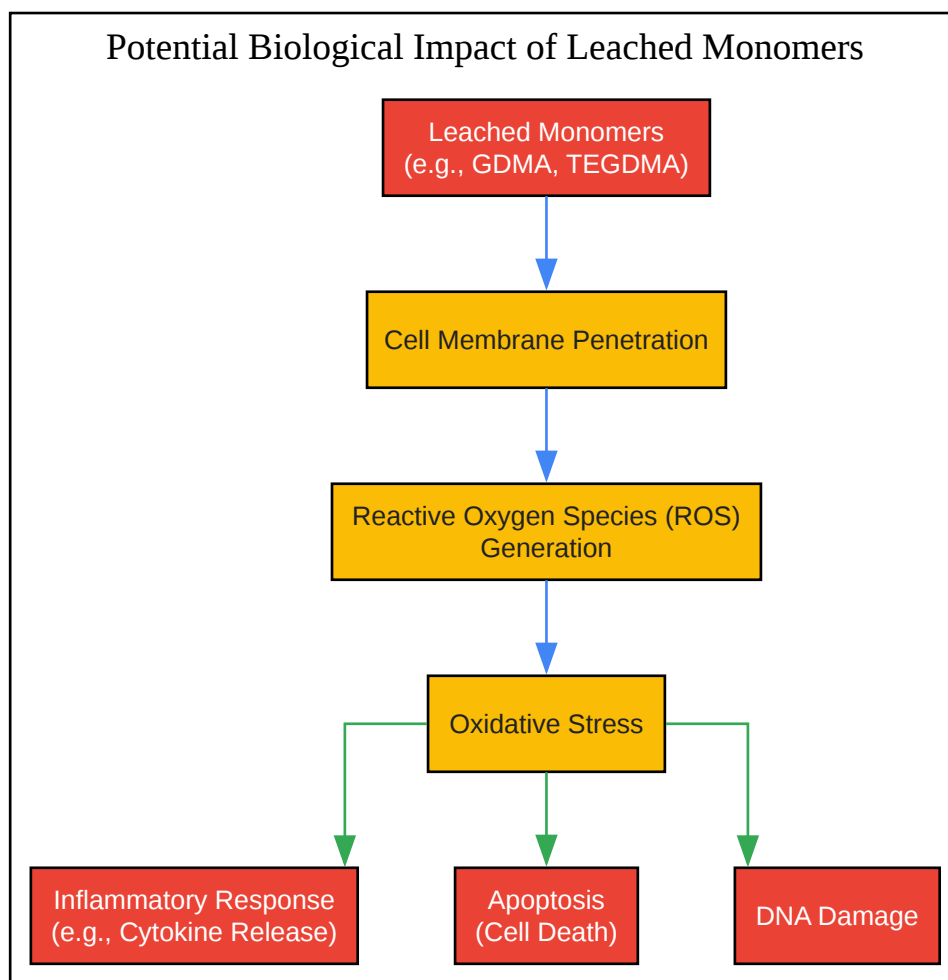 Potential Biological Impact of Leached Monomers
Leached Monomers
(e.g., GDMA, TEGDMA)
Cell Membrane Penetration
Reactive Oxygen Species (ROS)
Generation
Oxidative Stress
Inflammatory Response
(e.g., Cytokine Release)
Apoptosis
(Cell Death)
DNA Damage